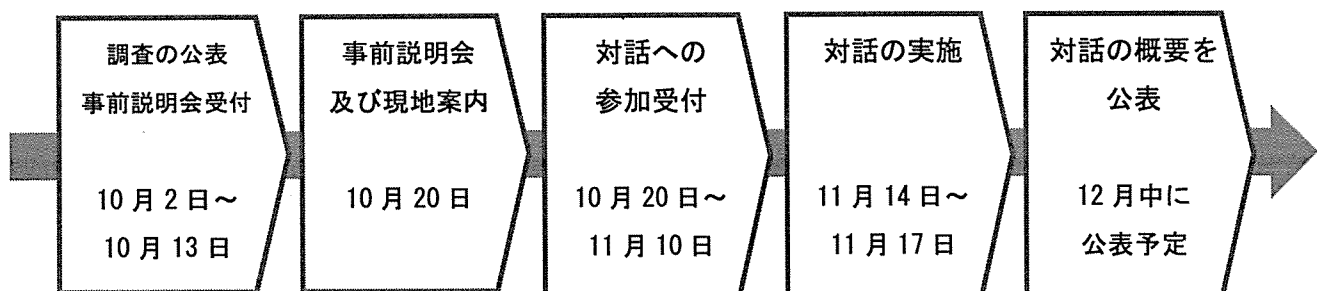 調査の公表
事前説明会受付
10月2日～
10月13日
事前説明会
及び現地案内
10月20日
対話への
参加受付
10月20日～
11月10日
対話の実施
11月14日～
11月17日
対話の概要を
公表
12月中に
公表予定